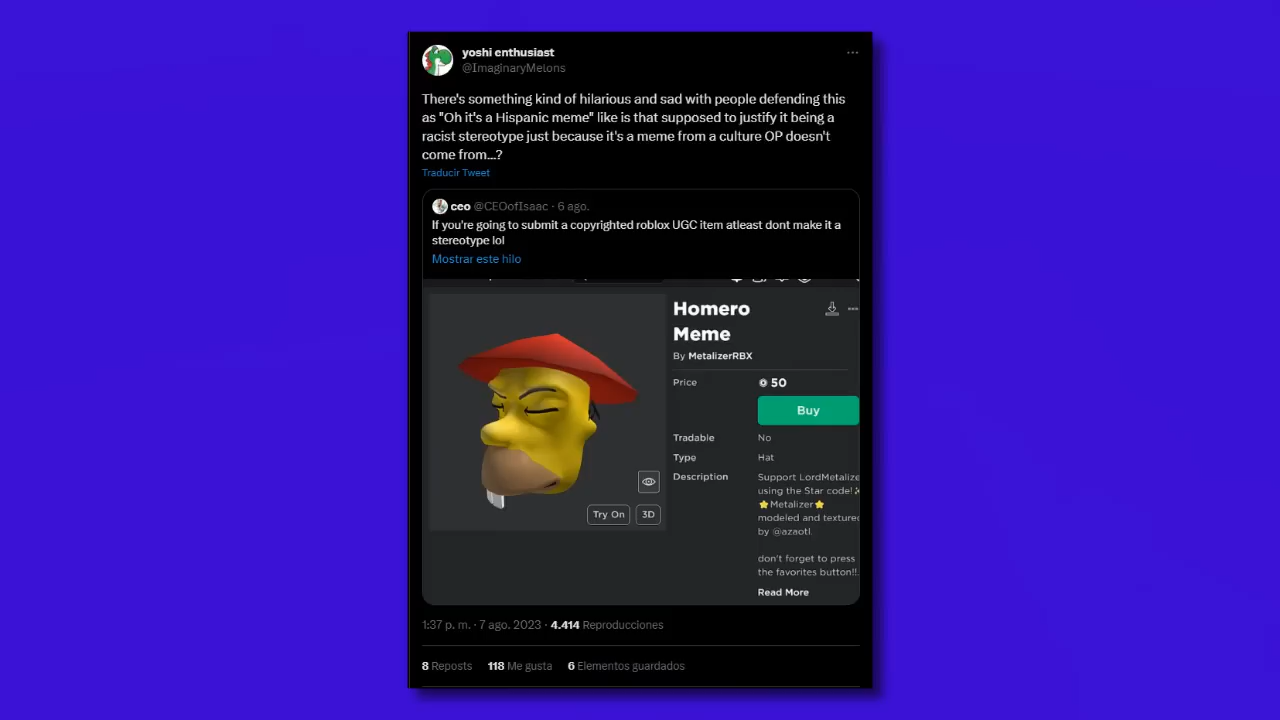 yoshi enthusiast
@ImaginaryMelons
There's something kind of hilarious and sad with people defending this
as "Oh it's a Hispanic meme" like is that supposed to justify it being a
racist stereotype just because it's a meme from a culture OP doesn't
come from...?
Traducir Tweet
ceo @CEOofIsaac · 6 ago.
If you're going to submit a copyrighted roblox UGC item atleast dont make it a
stereotype lol
Mostrar este hilo
Homero
Meme
By MetalizerRBX
Price 50
Buy
Tradable No
Type Hat
Description Support LordMetalize
using the Star code!
⭐Metalizer⭐
modeled and texture
by @azaotl.
don't forget to press
the favorites button!!
Read More
Try On 3D
1:37 p. m. · 7 ago. 2023 · 4.414 Reproducciones
8 Reposts 118 Me gusta 6 Elementos guardados